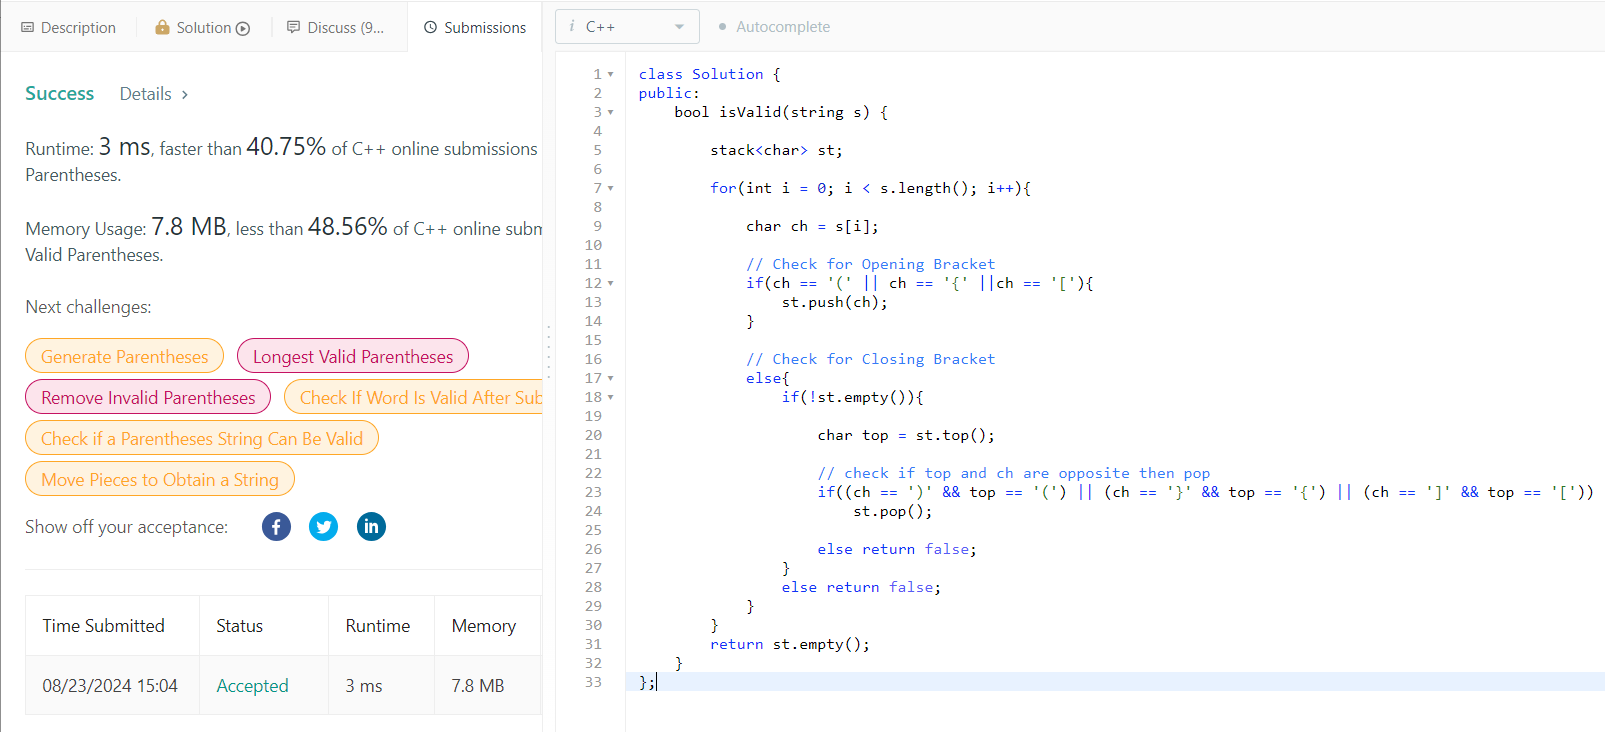 Description
Solution
Discuss (9...
Submissions
i C++
Autocomplete
Success
Details >
Runtime: 3 ms, faster than 40.75% of C++ online submissions
Parentheses.
Memory Usage: 7.8 MB, less than 48.56% of C++ online subm
Valid Parentheses.
Next challenges:
Generate Parentheses
Longest Valid Parentheses
Remove Invalid Parentheses
Check If Word Is Valid After Sub
Check if a Parentheses String Can Be Valid
Move Pieces to Obtain a String
Show off your acceptance:
Time Submitted Status Runtime Memory
08/23/2024 15:04 Accepted 3 ms 7.8 MB
1 class Solution {
2 public:
3     bool isValid(string s) {
4
5         stack<char> st;
6
7         for(int i = 0; i < s.length(); i++){
8
9             char ch = s[i];
10
11             // Check for Opening Bracket
12             if(ch == '(' || ch == '{' ||ch == '['){
13                 st.push(ch);
14             }
15
16             // Check for Closing Bracket
17             else{
18                 if(!st.empty()){
19
20                     char top = st.top();
21
22                     // check if top and ch are opposite then pop
23                     if((ch == ')' && top == '(') || (ch == '}' && top == '{') || (ch == ']' && top == '['))
24                         st.pop();
25
26                     else return false;
27                 }
28                 else return false;
29             }
30         }
31         return st.empty();
32     }
33 };